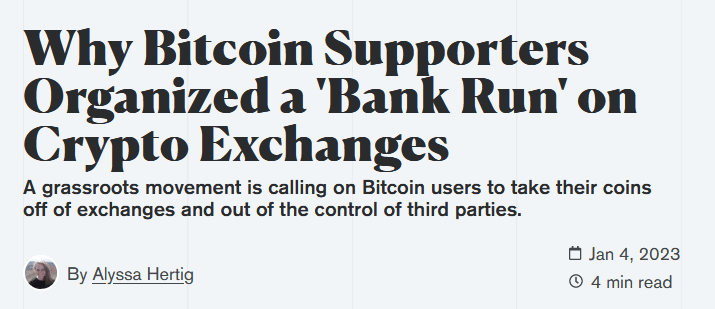 Why Bitcoin Supporters
Organized a 'Bank Run' on
Crypto Exchanges
A grassroots movement is calling on Bitcoin users to take their coins
off of exchanges and out of the control of third parties.
By Alyssa Hertig
Jan 4, 2023
4 min read